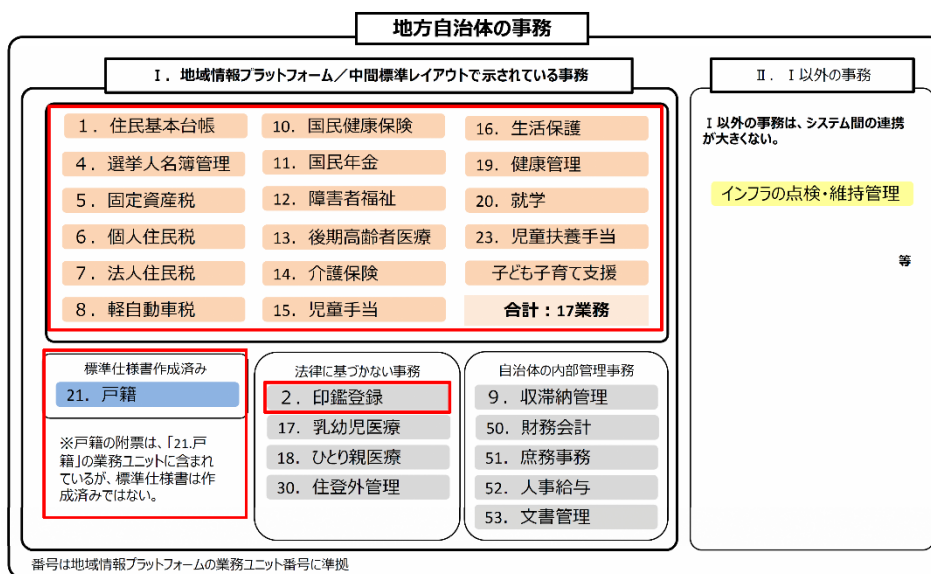 地方自治体の事務
Ⅰ．地域情報プラットフォーム／中間標準レイアウトで示されている事務
1．住民基本台帳
4．選挙人名簿管理
5．固定資産税
6．個人住民税
7．法人住民税
8．軽自動車税
10．国民健康保険
11．国民年金
12．障害者福祉
13．後期高齢者医療
14．介護保険
15．児童手当
16．生活保護
19．健康管理
20．就学
23．児童扶養手当
子ども子育て支援
合計：17業務
標準仕様書作成済み
21．戸籍
※戸籍の附票は、「21.戸
籍」の業務ユニットに含まれ
ているが、標準仕様書は作
成済みではない。
法律に基づかない事務
2．印鑑登録
17．乳幼児医療
18．ひとり親医療
30．住登外管理
自治体の内部管理事務
9．収滞納管理
50．財務会計
51．庶務事務
52．人事給与
53．文書管理
Ⅱ．Ⅰ以外の事務
Ⅰ以外の事務は、システム間の連携
が大きくない。
インフラの点検・維持管理
等
番号は地域情報プラットフォームの業務ユニット番号に準拠